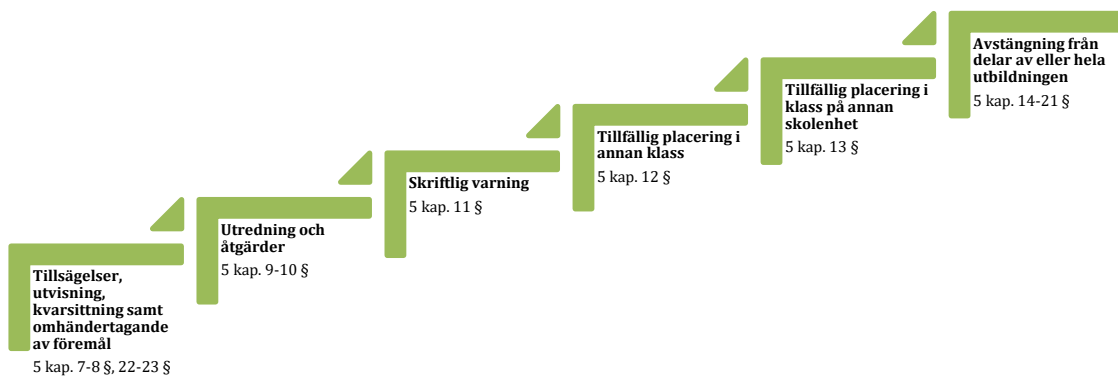 Tillsägelser,
utvisning,
kvarsittning samt
omhändertagande
av föremål
5 kap. 7-8 §, 22-23 §
Utredning och
åtgärder
5 kap. 9-10 §
Skriftlig varning
5 kap. 11 §
Tillfällig placering i
annan klass
5 kap. 12 §
Tillfällig placering i
klass på annan
skolenhet
5 kap. 13 §
Avstängning från
delar av eller hela
utbildningen
5 kap. 14-21 §